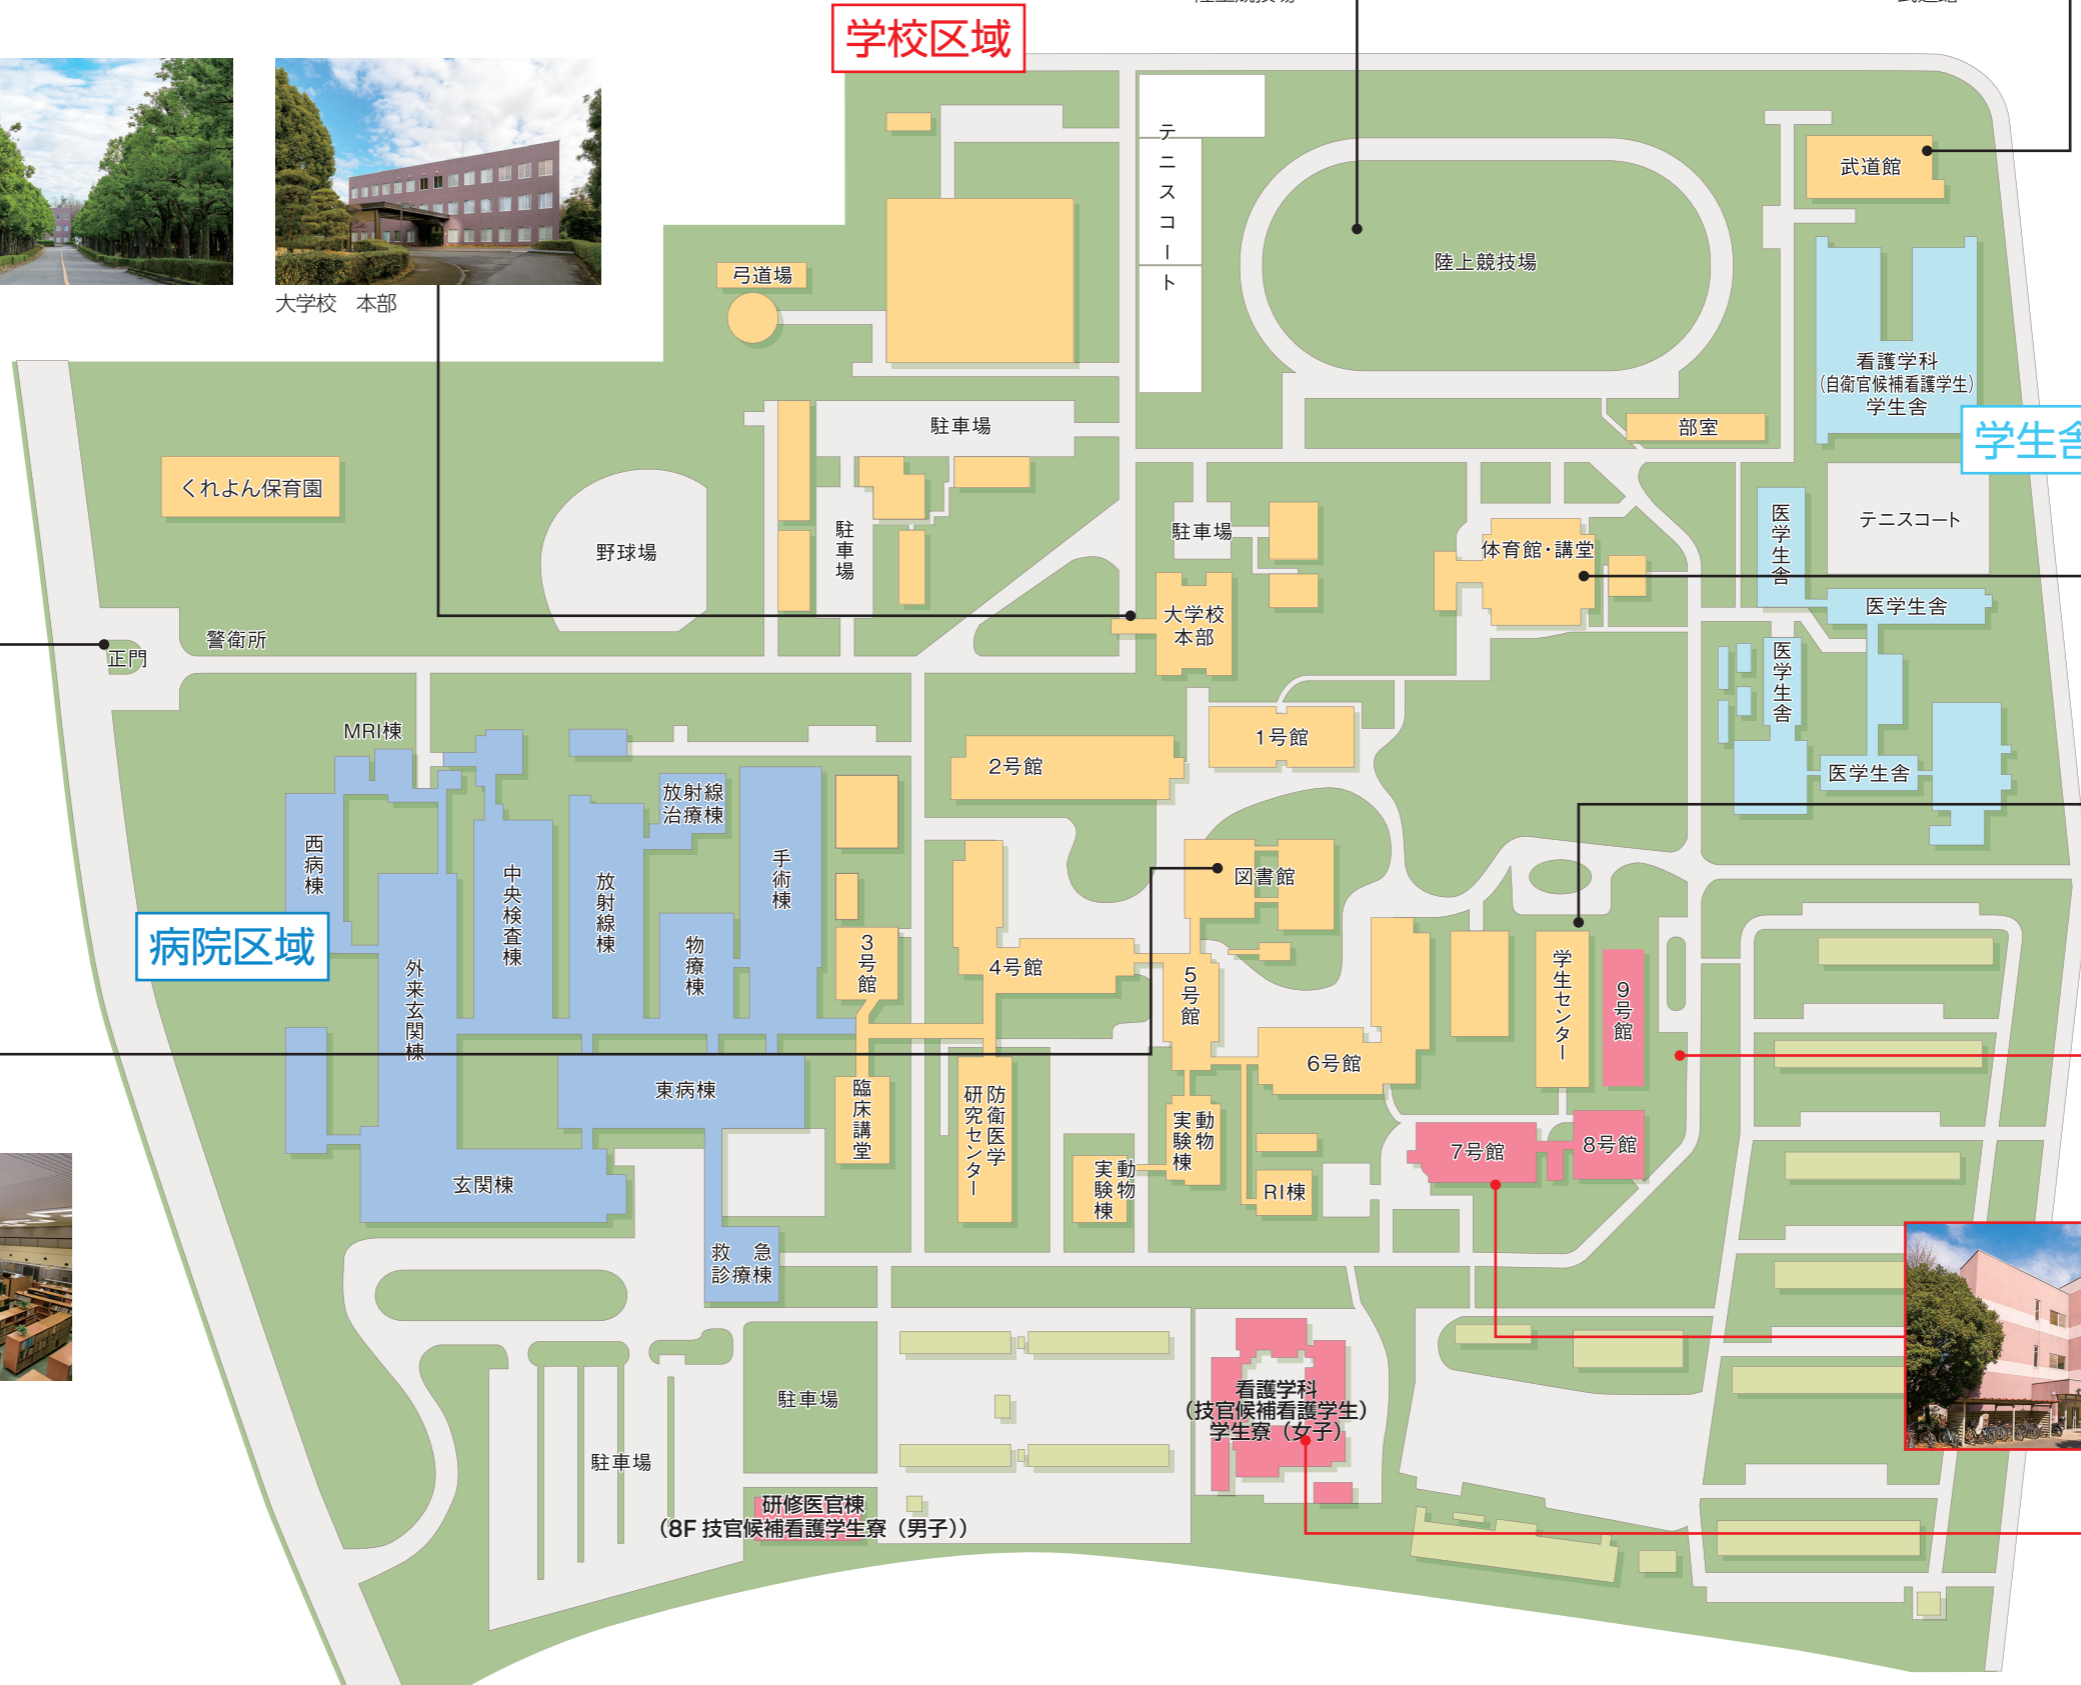 陸上競技場
武道館
学校区域
大学校　本部
テニスコート
武道館
陸上競技場
弓道場
看護学科
（自衛官候補看護学生）
学生舎
学生舎
駐車場
部室
くれよん保育園
野球場
駐車場
駐車場
体育館・講堂
医学生舎
テニスコート
大学校
本部
医学生舎
正門
警衛所
医学生舎
MRI棟
1号館
2号館
医学生舎
放射線
治療棟
西病棟
中央検査棟
放射線棟
手術棟
図書館
病院区域
外来玄関棟
物療棟
3号館
4号館
5号館
学生センター
9号館
6号館
東病棟
臨床講堂
防衛医学
研究センター
動物
実験棟
動物
実験棟
7号館
8号館
玄関棟
RI棟
救　急
診療棟
駐車場
看護学科
（技官候補看護学生）
学生寮（女子）
駐車場
研修医官棟
（8F 技官候補看護学生寮（男子））